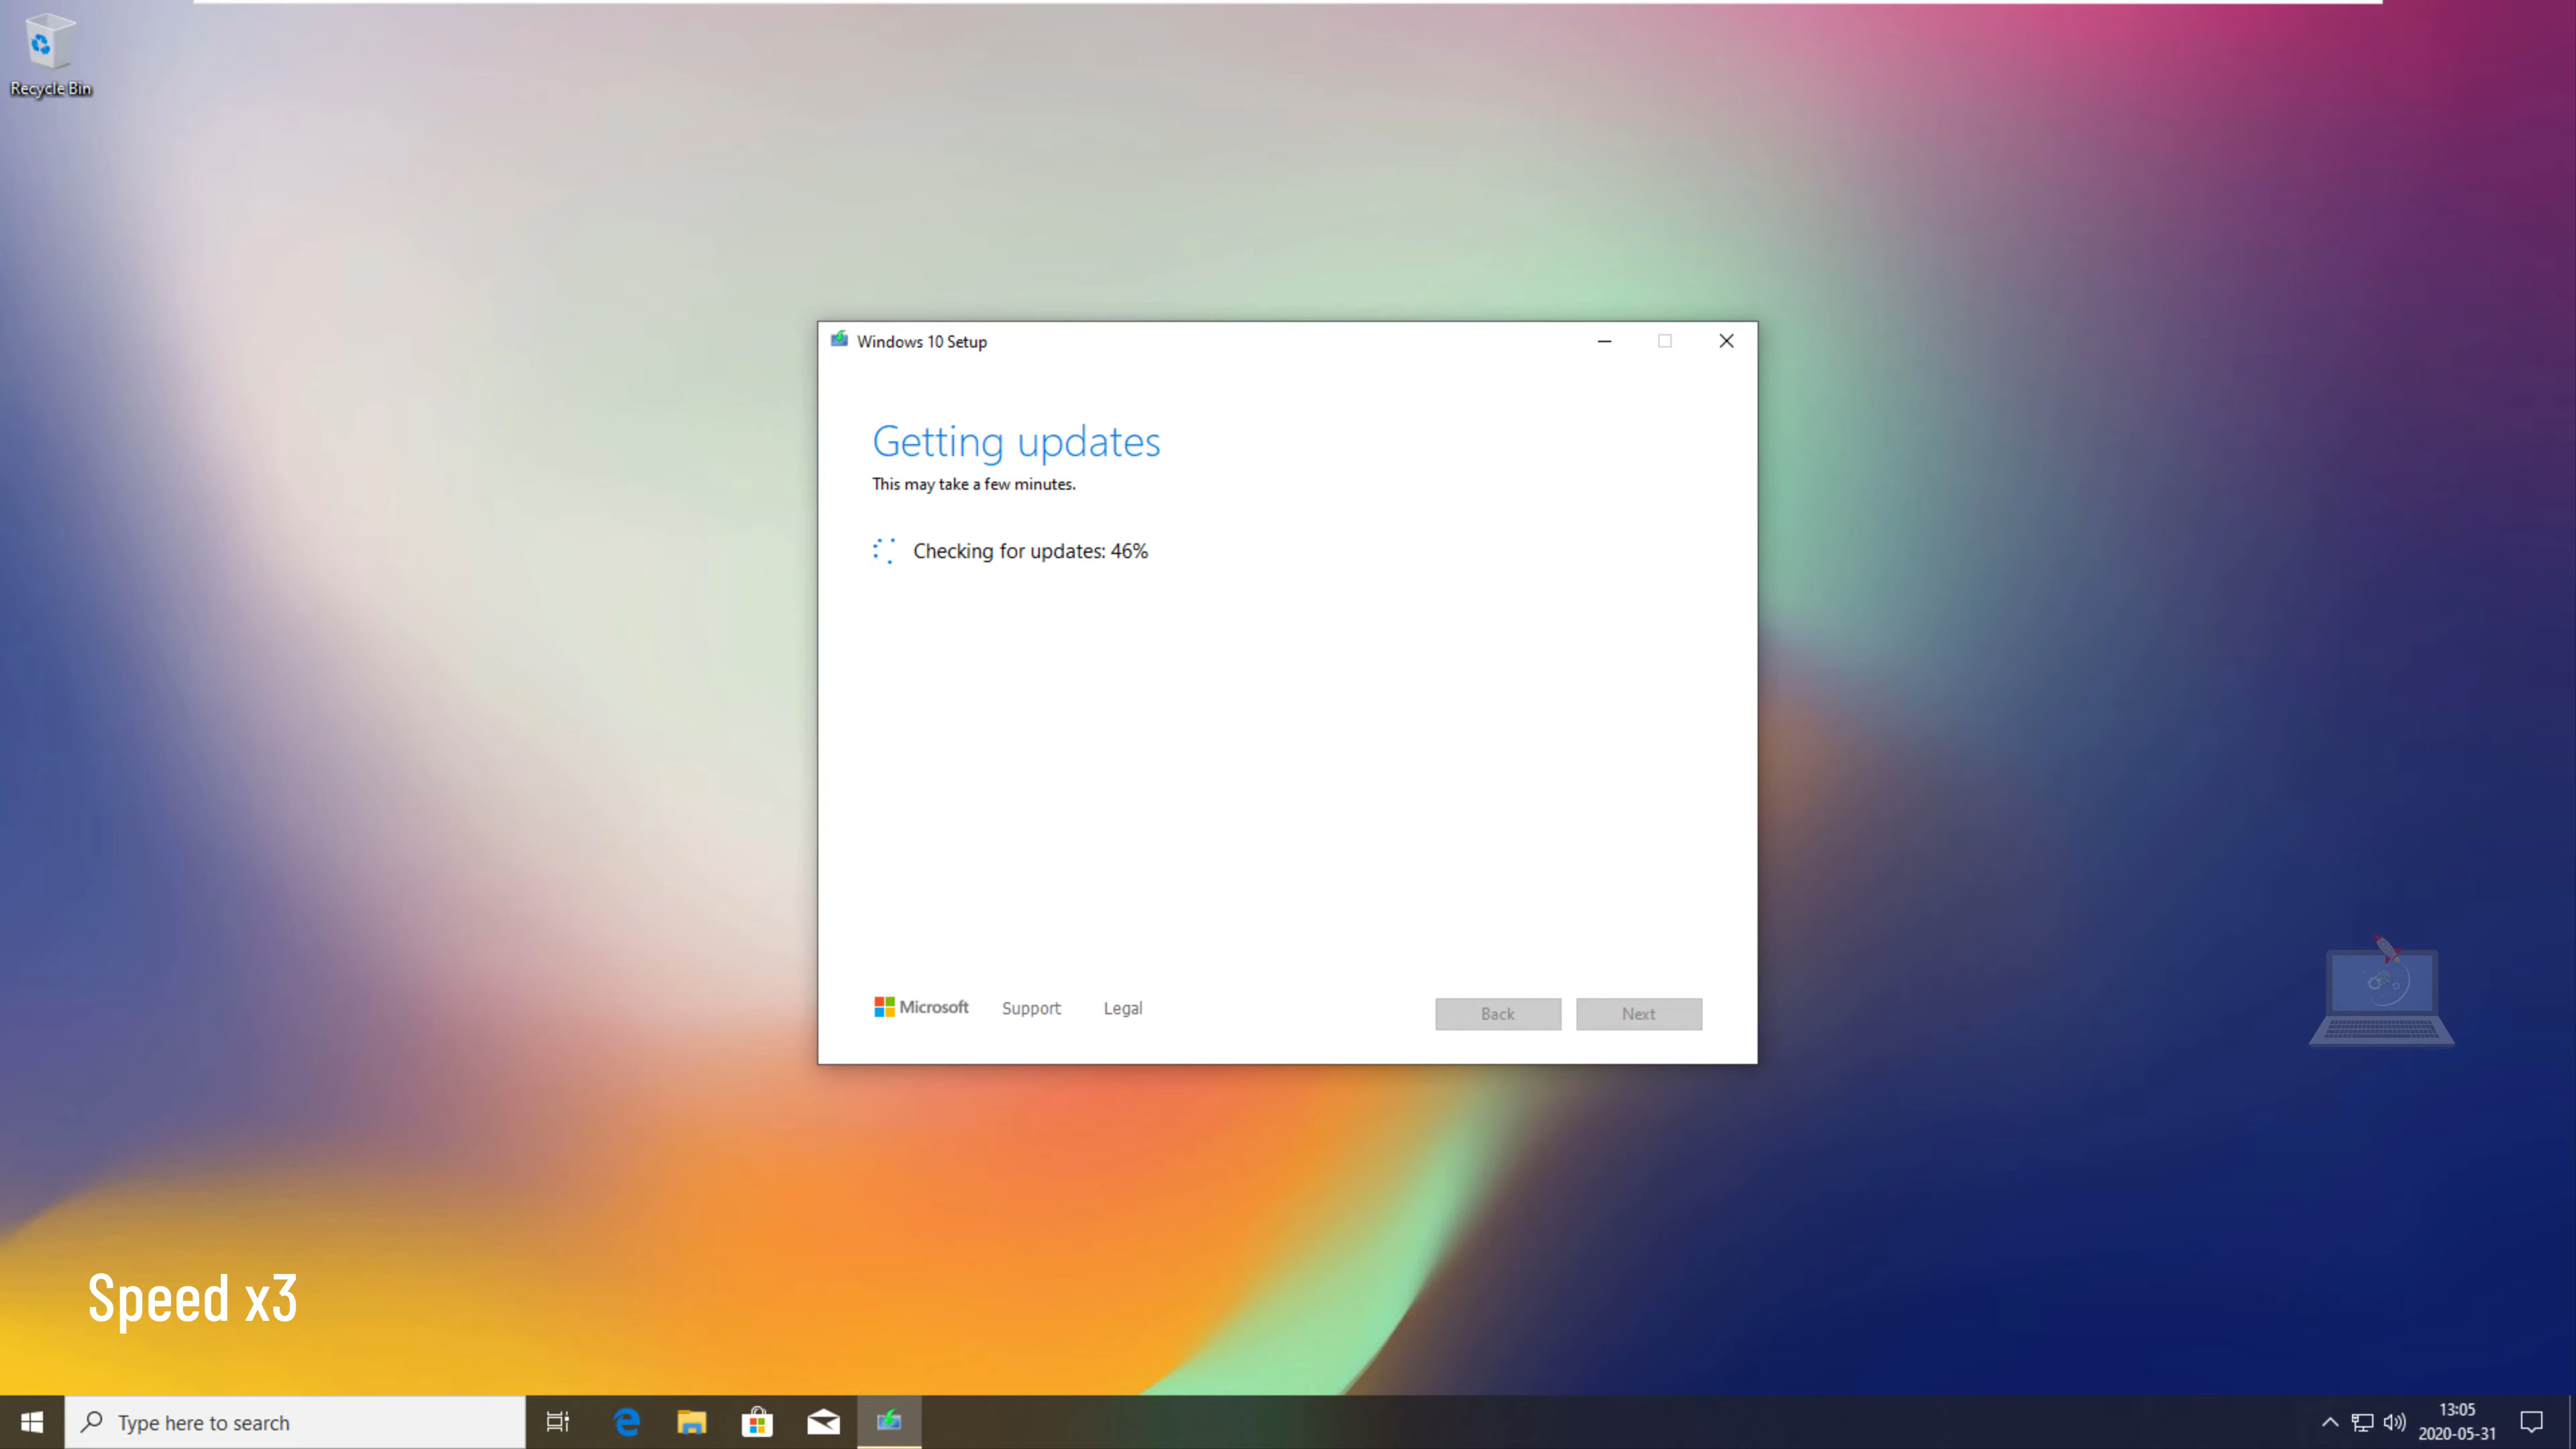 Recycle Bin
Windows 10 Setup
Getting updates
This may take a few minutes.
Checking for updates: 46%
Microsoft Support Legal
Back Next
Speed x3
Type here to search
13:05
2020-05-31